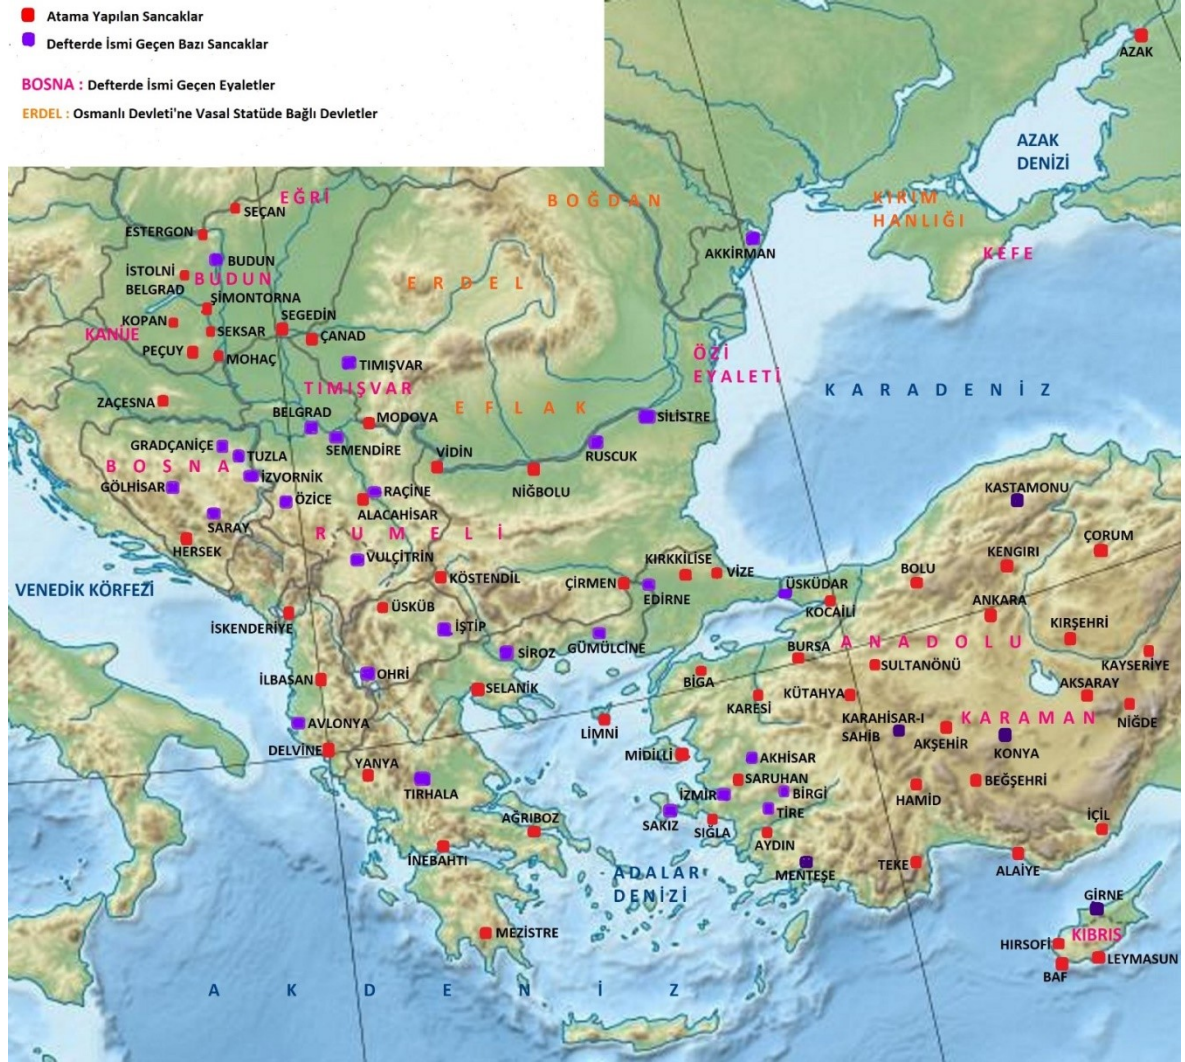 Atama Yapılan Sancaklar
Defterde İsmi Geçen Bazı Sancaklar
BOSNA : Defterde İsmi Geçen Eyaletler
ERDEL : Osmanlı Devleti'ne Vasal Statüde Bağlı Devletler
AZAK
AZAK
DENİZİ
EĞRİ
SEÇAN
BOĞDAN
KIRIM
HANLIĞI
ESTERGON
AKKİRMAN
KEFE
BUDUN
İSTOLNİ
BELGRAD
BUDUN
ERDEL
ŞİMONTORNA
KOPAN
SEGEDİN
KANİJE
SEKSAR
ÇANAD
PEÇUY
MOHAÇ
TIMIŞVAR
ÖZİ
EYALETİ
TIMIŞVAR
KARADENİZ
ZAÇESNA
EFLAK
BELGRAD
MODOVA
SİLİSTRE
GRADÇANİÇE
SEMENDİRE
TUZLA
VİDİN
RUSCUK
BOSNA
İZVORNİK
GÖLHİSAR
ÖZİCE
RAÇİNE
NİĞBOLU
KASTAMONU
ALACAHİSAR
SARAY
RUMELİ
HERSEK
ÇORUM
KENGIRI
VULÇİTRİN
KIRKKİLİSE
BOLU
VİZE
KÖSTENDİL
ÇİRMEN
ÜSKÜDAR
VENEDİK KÖRFEZİ
EDİRNE
KOCAİLİ
ANKARA
ÜSKÜB
İSKENDERİYE
İŞTİP
KIRŞEHRİ
GÜMÜLCİNE
BURSA
ANADOLU
SİROZ
SULTANÖNÜ
KAYSERİYE
OHRİ
İLBASAN
SELANİK
BİGA
AKSARAY
KÜTAHYA
KARESİ
NİĞDE
AVLONYA
LİMNİ
KARAHİSAR-I
SAHİB
KARAMAN
AKŞEHİR
DELVİNE
MİDİLLİ
KONYA
YANYA
AKHİSAR
TIRHALA
SARUHAN
BEĞŞEHRİ
İZMİR
BİRGİ
HAMİD
TİRE
AĞRIBOZ
SAKIZ
SIĞLA
İÇİL
AYDIN
İNEBAHTI
MENTEŞE
TEKE
ALAİYE
ADALAR
DENİZİ
GİRNE
MEZİSTRE
KIBRIS
HIRSOFİ
LEYMASUN
BAF
AKDENİZ